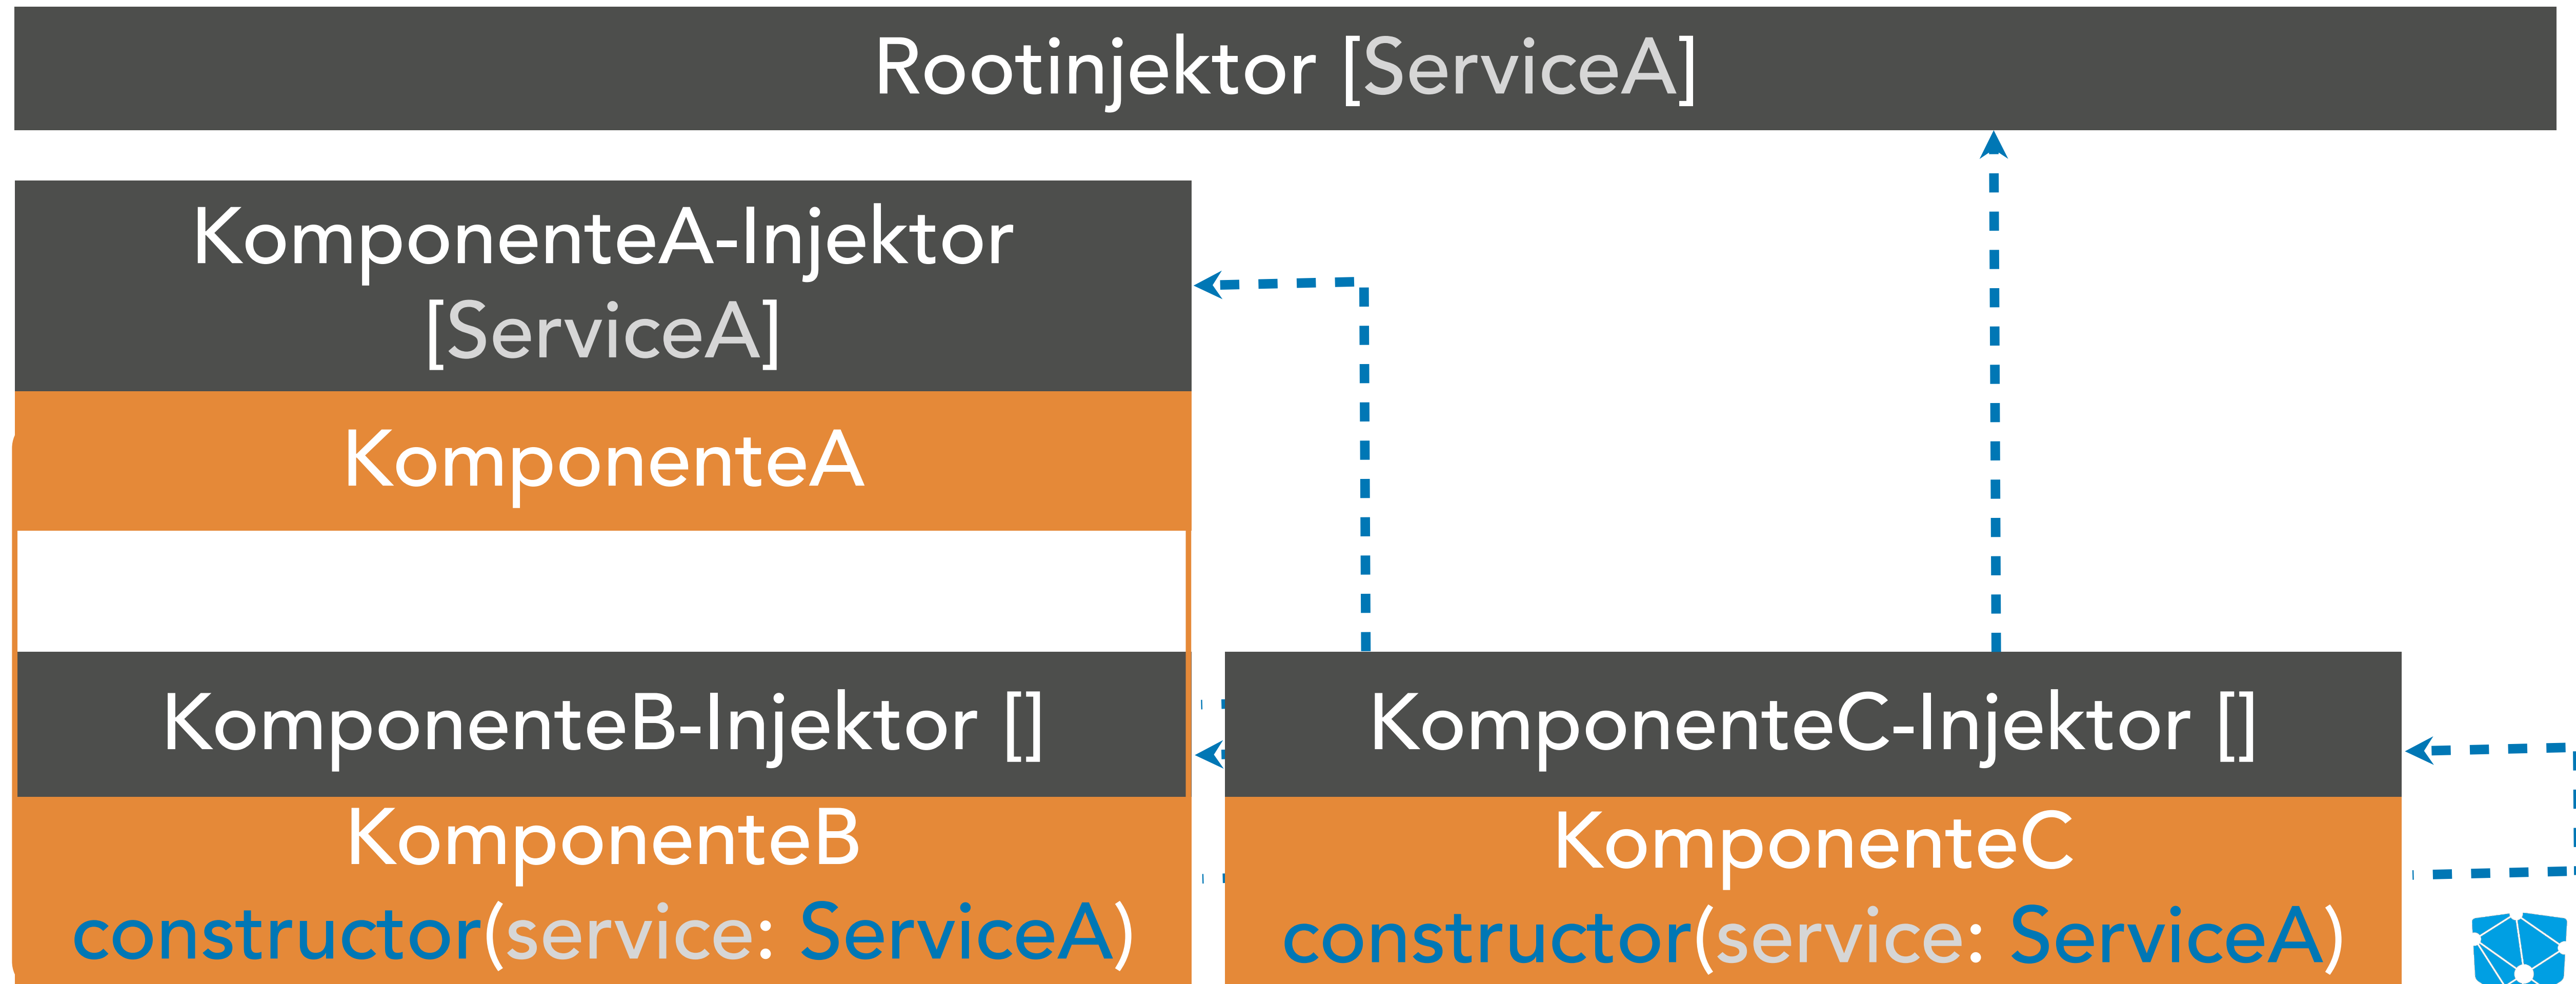 Rootinjektor [ServiceA]
KomponenteA-Injektor
[ServiceA]
KomponenteA
KomponenteB-Injektor []
KomponenteB
constructor(service: ServiceA)
KomponenteC-Injektor []
KomponenteC
constructor(service: ServiceA)